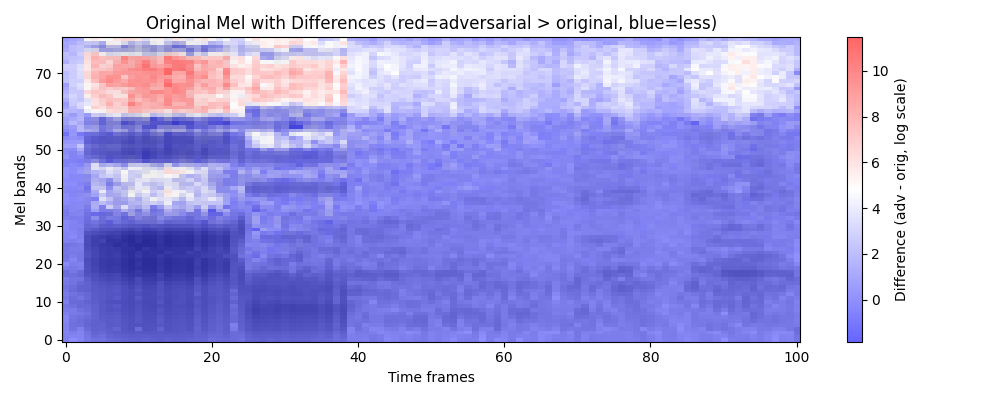 Original Mel with Differences (red=adversarial > original, blue=less)
70
60
50
40
30
20
10
0
Mel bands
0 20 40 60 80 100
Time frames
10
8
6
4
2
0
Difference (adv - orig, log scale)